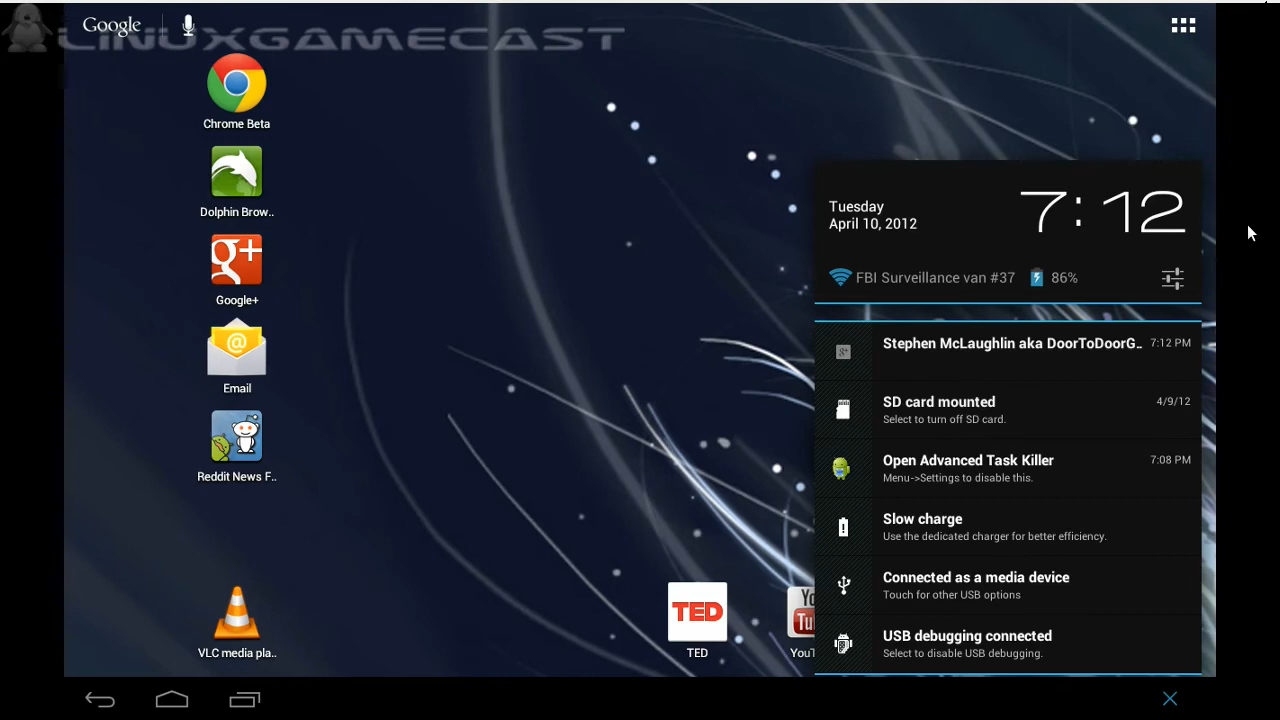 Google
LINUXGAMECAST
Chrome Beta
Dolphin Brow..
g+
Google+
@
Email
Reddit News F..
VLC media pla..
TED
TED
Yo
Tu
YouT
Tuesday
April 10, 2012
7:12
FBI Surveillance van #37
86%
g+
Stephen McLaughlin aka DoorToDoorG..
7:12 PM
SD card mounted
4/9/12
Select to turn off SD card.
Open Advanced Task Killer
7:08 PM
Menu->Settings to disable this.
Slow charge
Use the dedicated charger for better efficiency.
Connected as a media device
Touch for other USB options
USB debugging connected
Select to disable USB debugging.